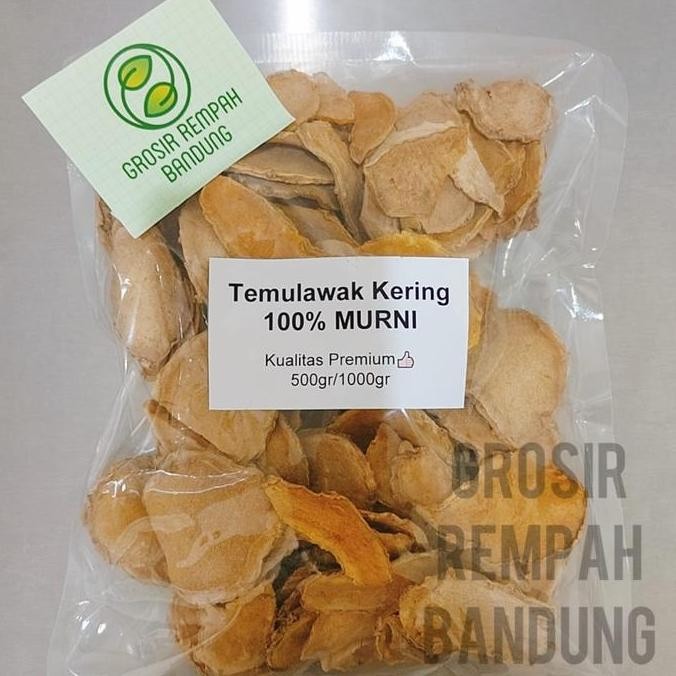 GROSIR REMPAH
BANDUNG
Temulawak Kering
100% MURNI
Kualitas Premium👍
500gr/1000gr
GROSIR
REMPAH
BANDUNG